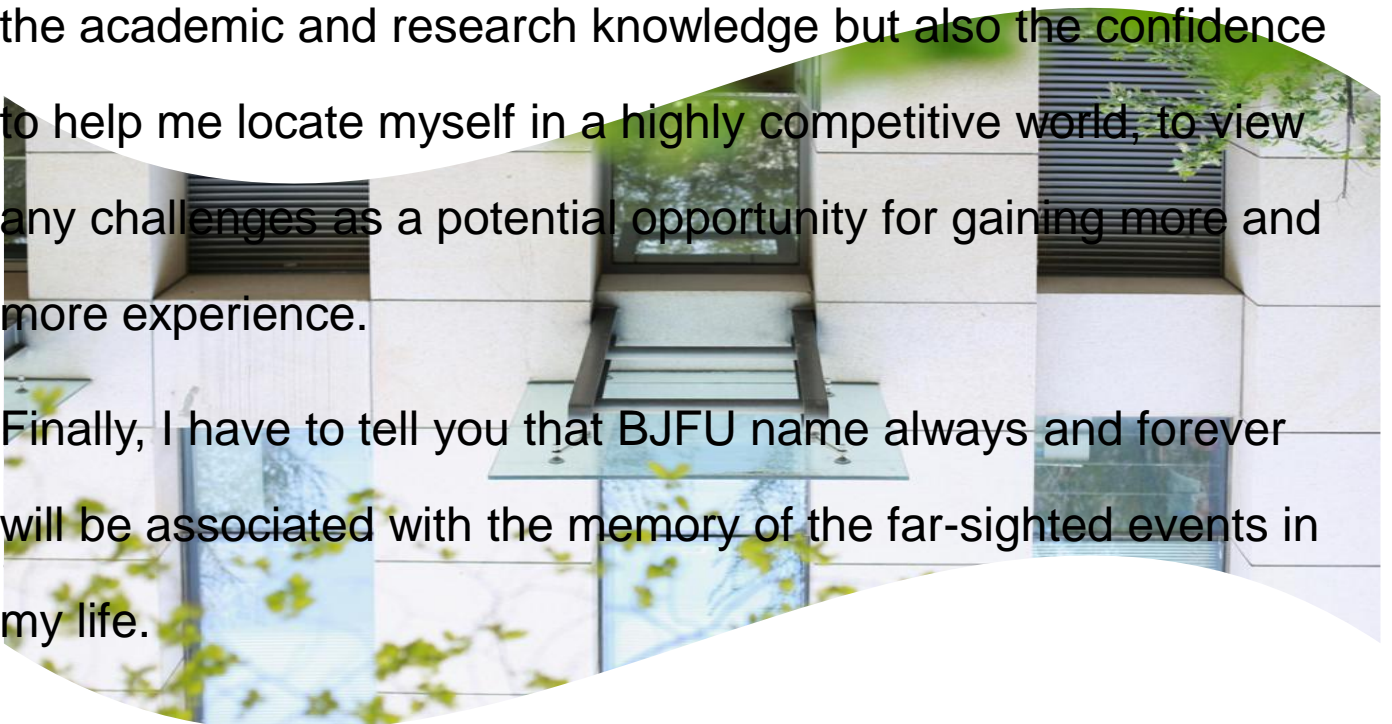 the academic and research knowledge but also the confidence
to help me locate myself in a highly competitive world, to view
any challenges as a potential opportunity for gaining more and
more experience.
Finally, I have to tell you that BJFU name always and forever
will be associated with the memory of the far-sighted events in
my life.